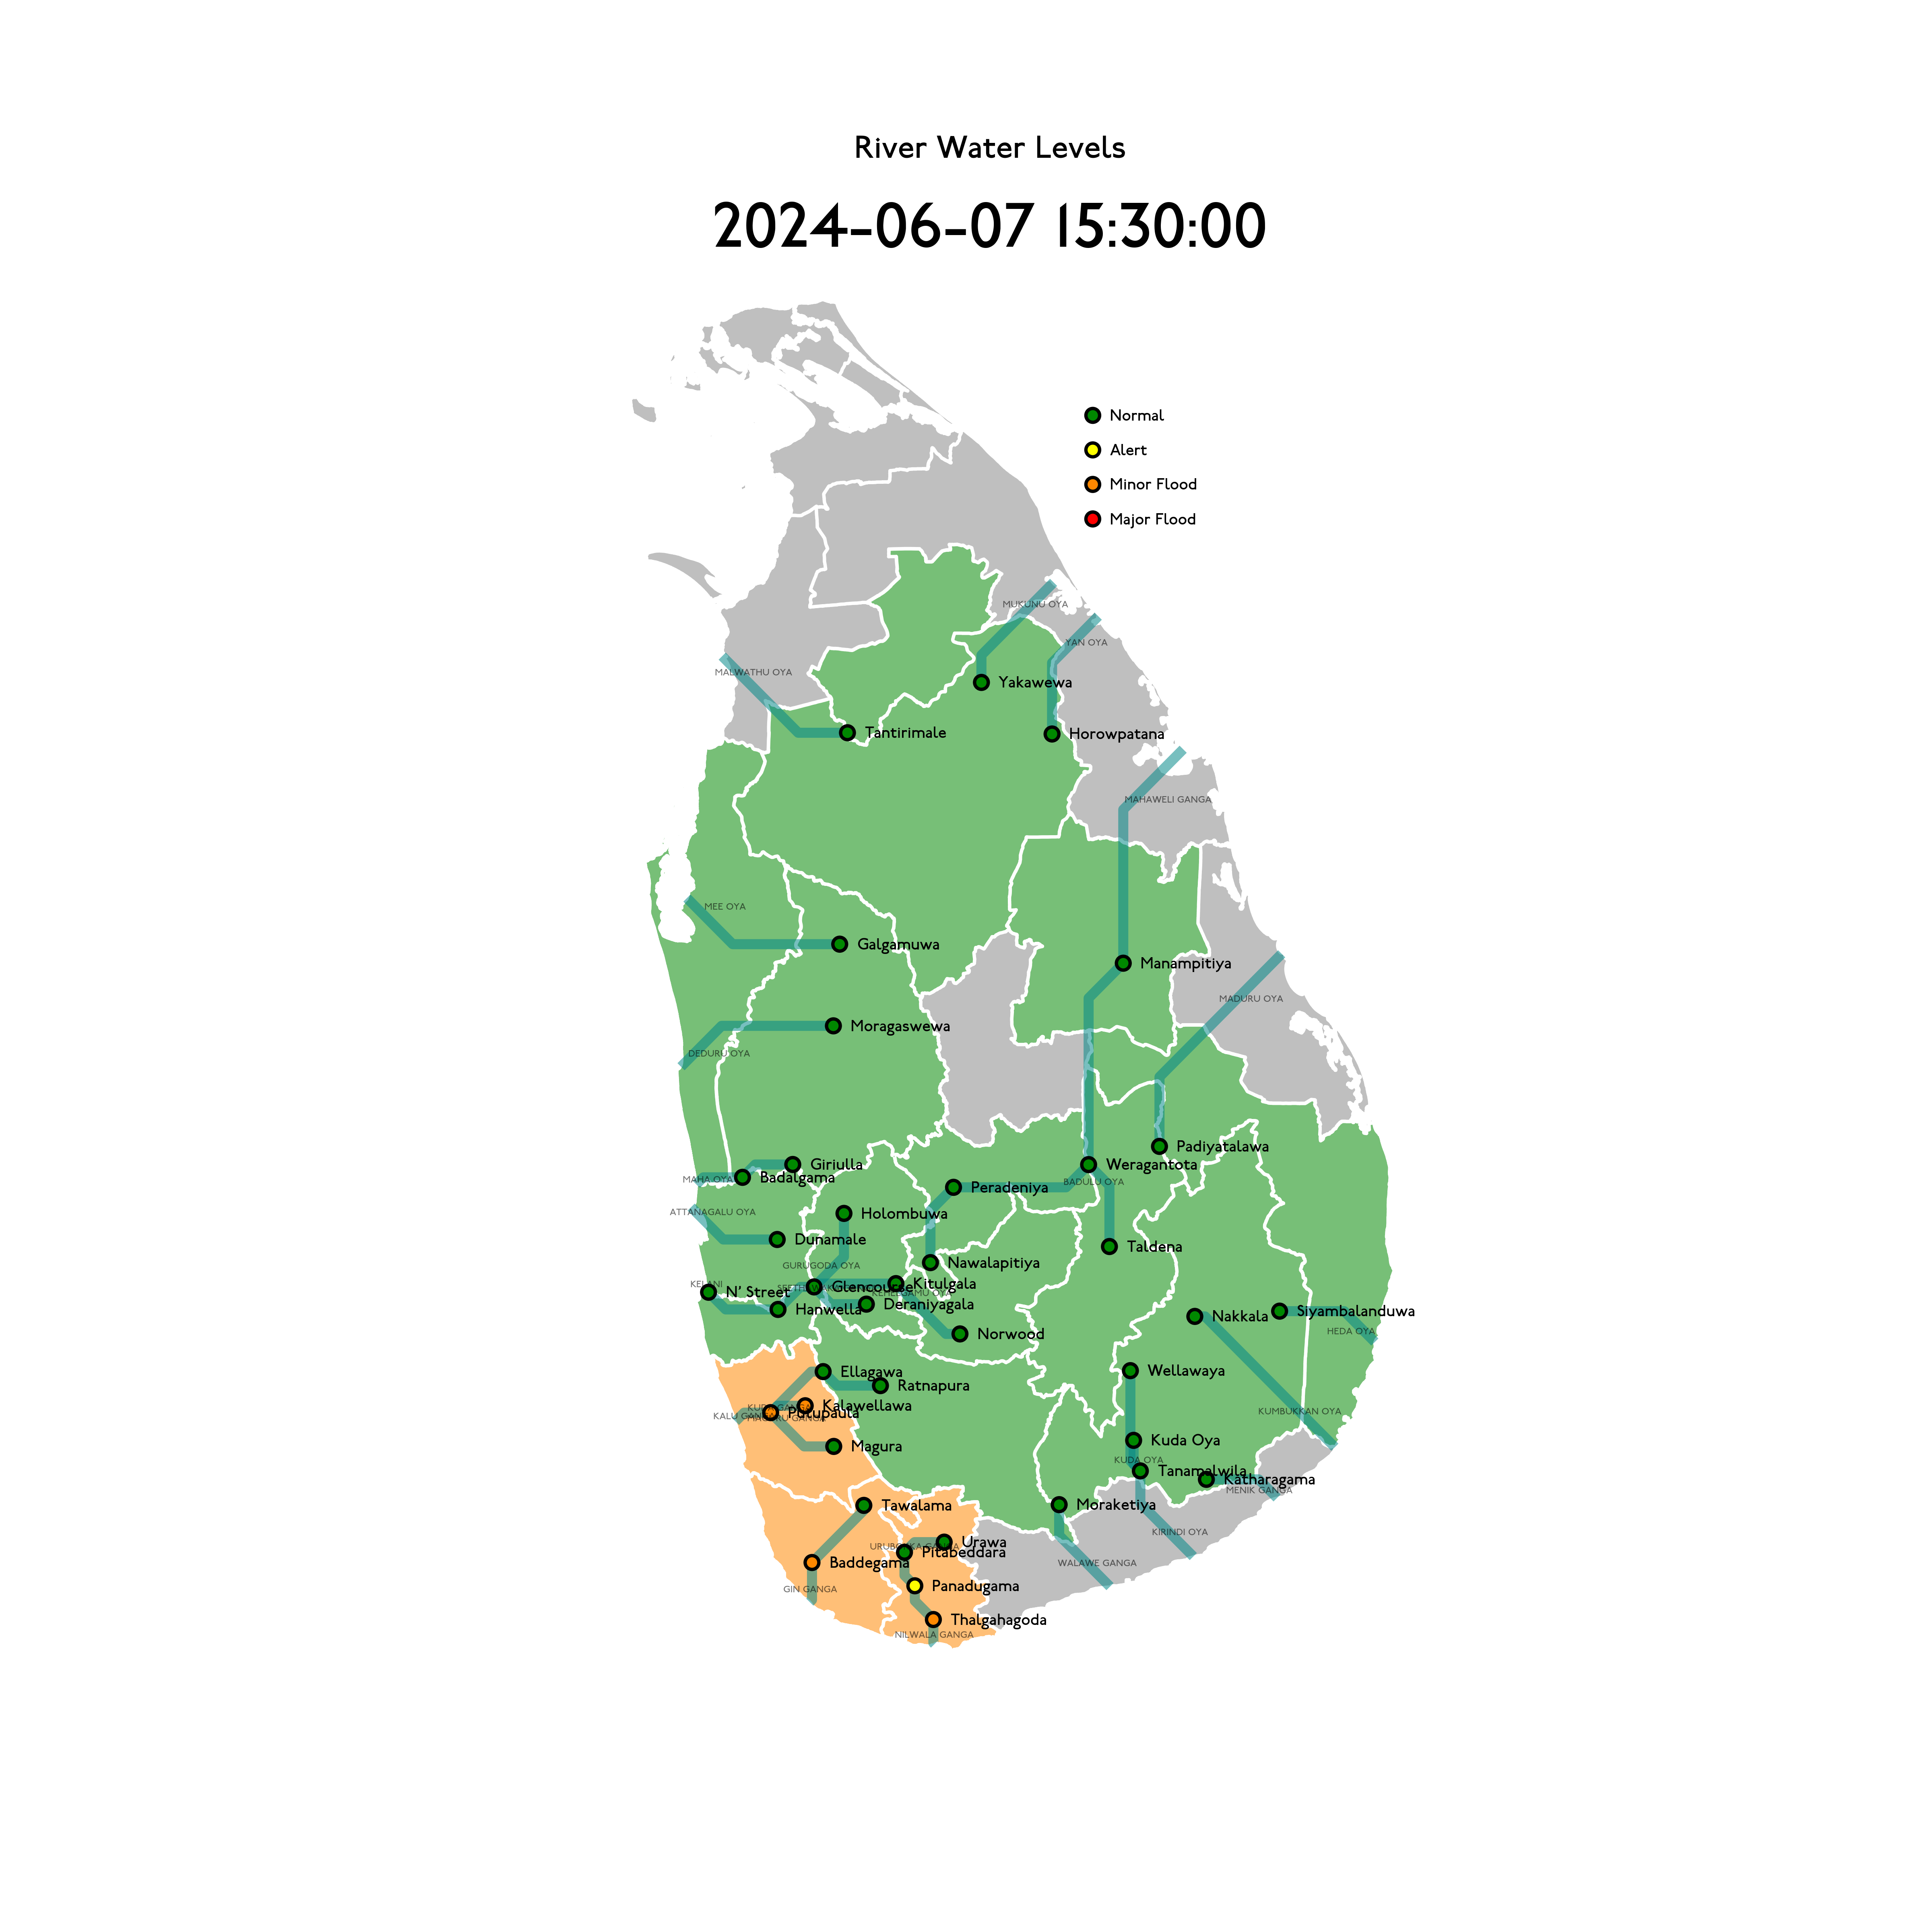 River Water Levels
2024-06-07 15:30:00
Normal
Alert
Minor Flood
Major Flood
MUKUNU OYA
YAN OYA
MALWATHU OYA
Yakawewa
Tantirimale
Horowpatana
MAHAWELI GANGA
MEE OYA
Galgamuwa
Manampitiya
MADURU OYA
Moragaswewa
DEDURU OYA
Padiyatalawa
Giriulla
Weragantota
Badalgama
MAHA OYA
BADULU OYA
Peradeniya
ATTANAGALU OYA
Holombuwa
Dunamale
Taldena
Nawalapitiya
GURUGODA OYA
KELANI
Kitulgala
Glencourse
N' Street
Deraniyagala
Hanwella
Siyambalanduwa
Nakkala
HEDA OYA
Norwood
Ellagawa
Wellawaya
Ratnapura
Kalawellawa
Putupaula
KALU GANGA
KUMBUKKAN OYA
Magura
Kuda Oya
KUDA OYA
Tanamalwila
Katharagama
MENIK GANGA
Tawalama
Moraketiya
KIRINDI OYA
Urawa
Pitabeddara
Baddegama
WALAWE GANGA
Panadugama
GIN GANGA
Thalgahagoda
NILWALA GANGA